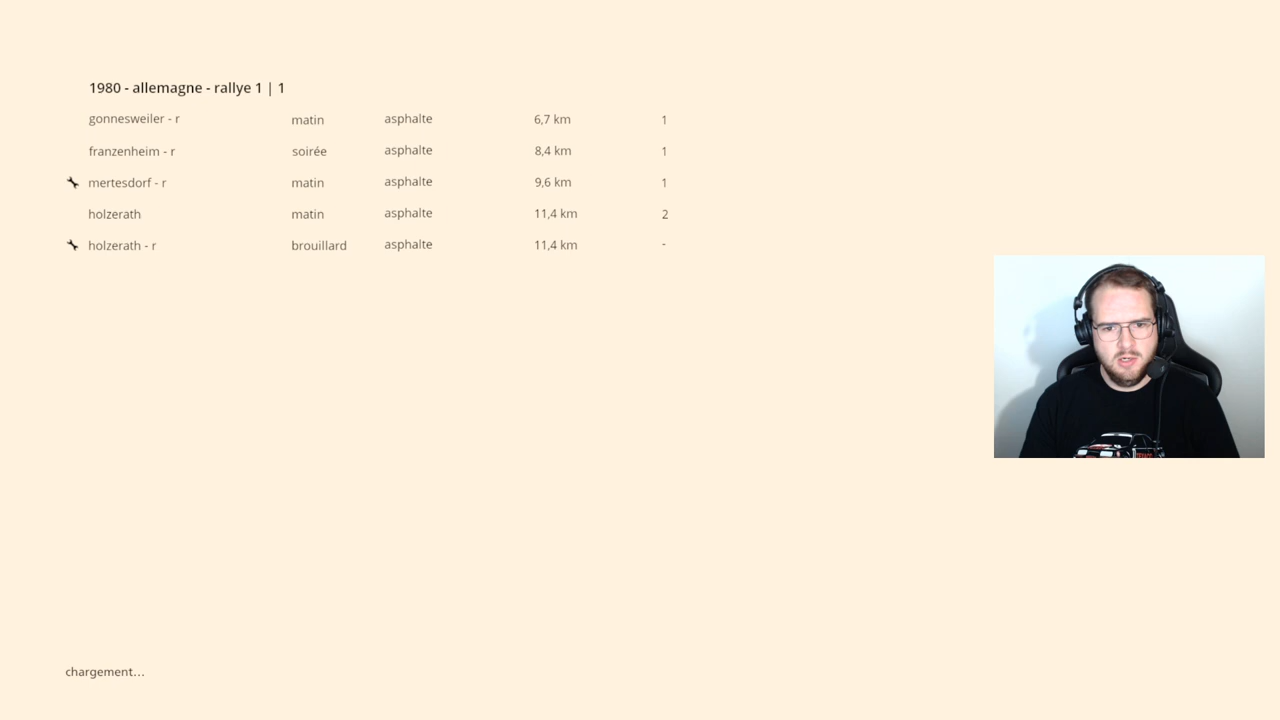 1980 - allemagne - rallye 1 | 1
gonnesweiler - r matin asphalte 6,7 km 1
franzenheim - r soirée asphalte 8,4 km 1
mertesdorf - r matin asphalte 9,6 km 1
holzerath matin asphalte 11,4 km 2
holzerath - r brouillard asphalte 11,4 km -
chargement...